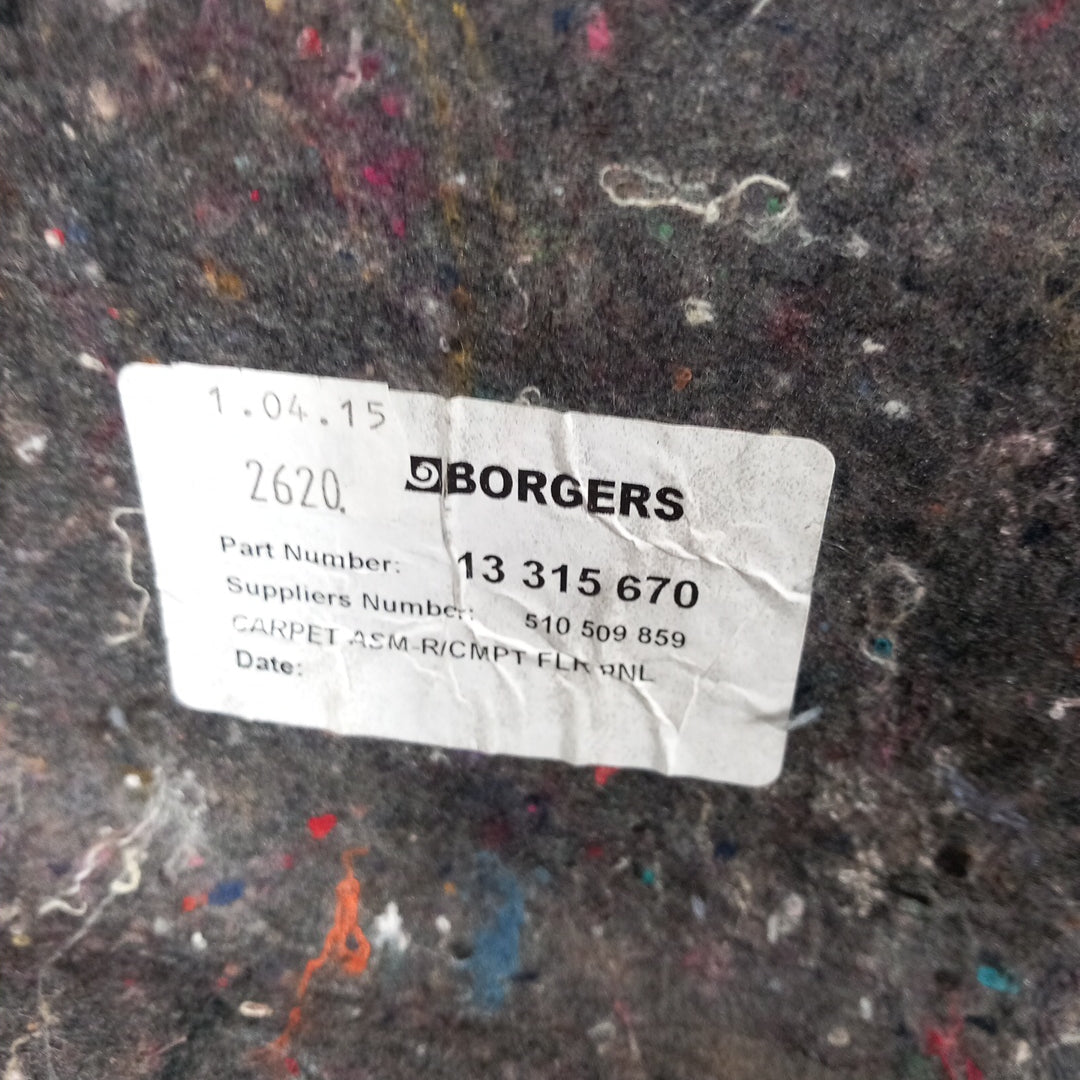 1.04.15
2620.
BORGERS
Part Number: 13 315 670
Suppliers Number: 510 509 859
CARPET ASM-R/CMPT FLR PNL
Date: